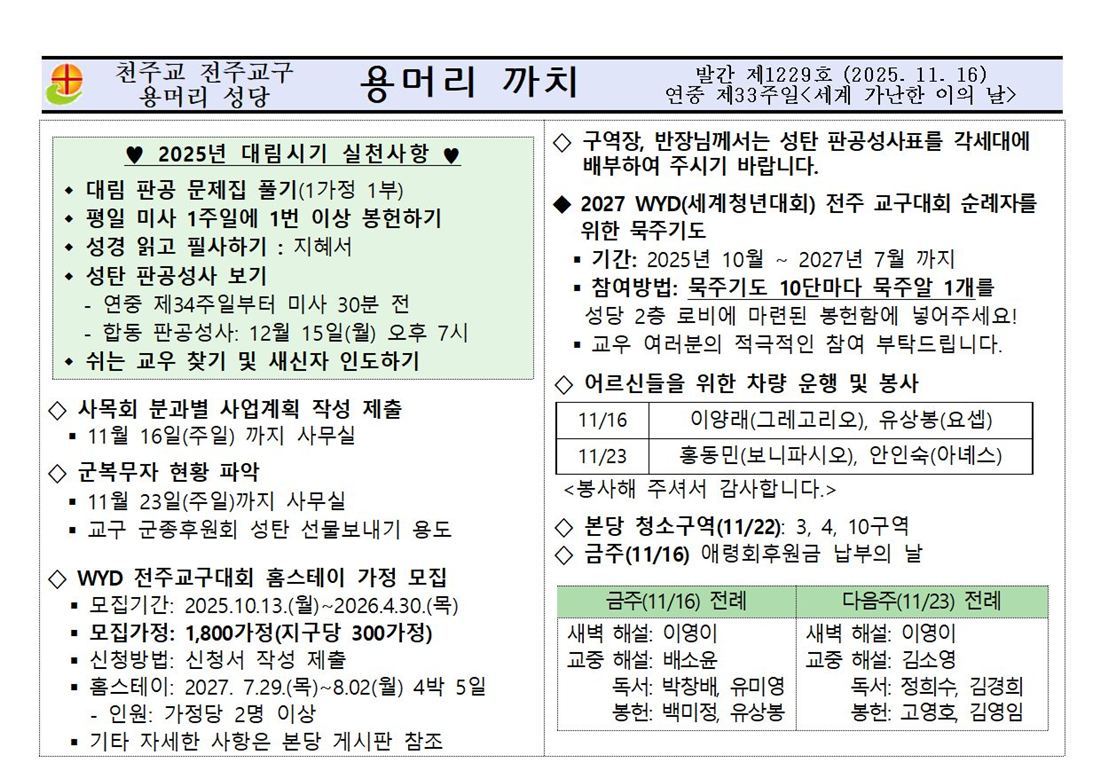 천주교 전주교구
용머리 성당
용머리 까치
발간 제1229호 (2025. 11. 16)
연중 제33주일<세계 가난한 이의 날>
♥ 2025년 대림시기 실천사항 ♥
◆ 대림 판공 문제집 풀기(1가정 1부)
◆ 평일 미사 1주일에 1번 이상 봉헌하기
◆ 성경 읽고 필사하기 : 지혜서
◆ 성탄 판공성사 보기
- 연중 제34주일부터 미사 30분 전
- 합동 판공성사: 12월 15일(월) 오후 7시
◆ 쉬는 교우 찾기 및 새신자 인도하기
◇ 사목회 분과별 사업계획 작성 제출
▪ 11월 16일(주일) 까지 사무실
◇ 군복무자 현황 파악
▪ 11월 23일(주일)까지 사무실
▪ 교구 군종후원회 성탄 선물보내기 용도
◇ WYD 전주교구대회 홈스테이 가정 모집
▪ 모집기간: 2025.10.13.(월)~2026.4.30.(목)
▪ 모집가정: 1,800가정(지구당 300가정)
▪ 신청방법: 신청서 작성 제출
▪ 홈스테이: 2027. 7.29.(목)~8.02(월) 4박 5일
- 인원: 가정당 2명 이상
▪ 기타 자세한 사항은 본당 게시판 참조
◇ 구역장, 반장님께서는 성탄 판공성사표를 각세대에
배부하여 주시기 바랍니다.
◆ 2027 WYD(세계청년대회) 전주 교구대회 순례자를
위한 묵주기도
▪ 기간: 2025년 10월 ~ 2027년 7월 까지
▪ 참여방법: 묵주기도 10단마다 묵주알 1개를
성당 2층 로비에 마련된 봉헌함에 넣어주세요!
▪ 교우 여러분의 적극적인 참여 부탁드립니다.
◇ 어르신들을 위한 차량 운행 및 봉사
11/16 이양래(그레고리오), 유상봉(요셉)
11/23 홍동민(보니파시오), 안인숙(아녜스)
<봉사해 주셔서 감사합니다.>
◇ 본당 청소구역(11/22): 3, 4, 10구역
◇ 금주(11/16) 애령회후원금 납부의 날
금주(11/16) 전례 다음주(11/23) 전례
새벽 해설: 이영이 새벽 해설: 이영이
교중 해설: 배소윤 교중 해설: 김소영
독서: 박창배, 유미영 독서: 정희수, 김경희
봉헌: 백미정, 유상봉 봉헌: 고영호, 김영임